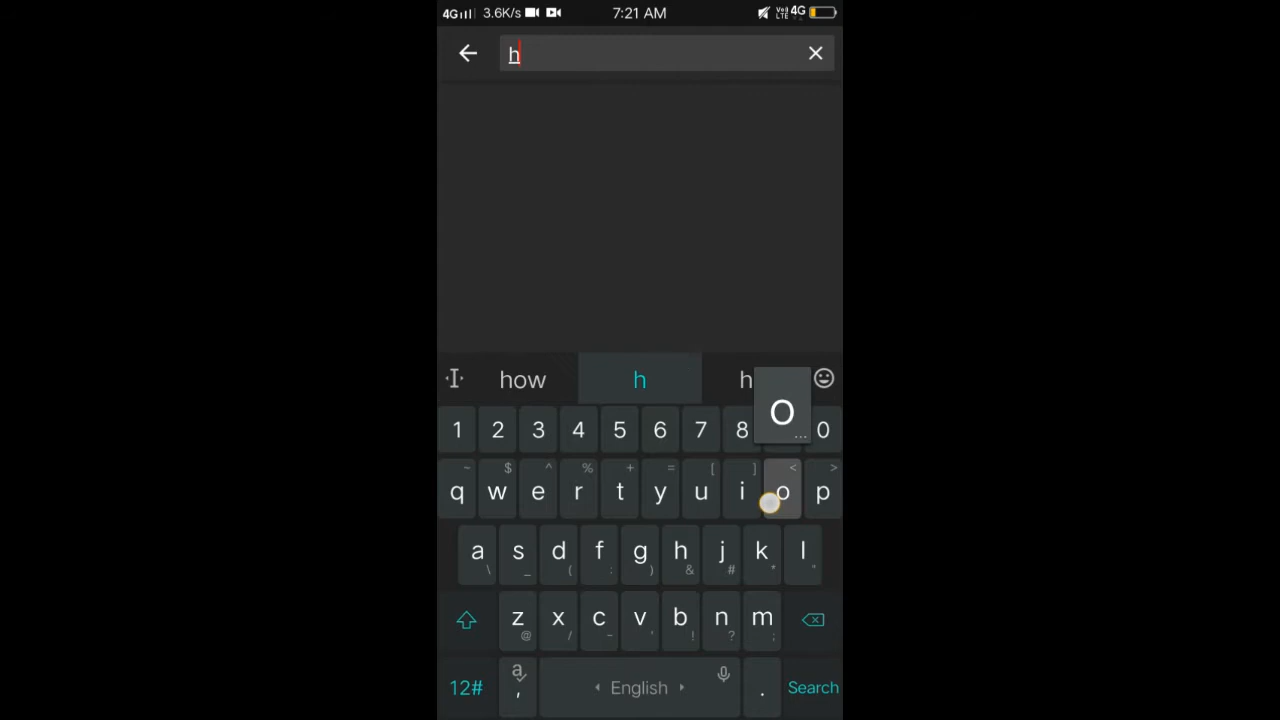 4G 3.6K/s 7:21 AM VoLTE 4G
h
how h h
1 2 3 4 5 6 7 8 O ... 0
~ $ ^ % + = [ ] < >
q w e r t y u i o p
a s d f g h j k l
\ _ ( : ) & # * "
z x c v b n m
@ / - ' ! ? ;
12# a , English . Search